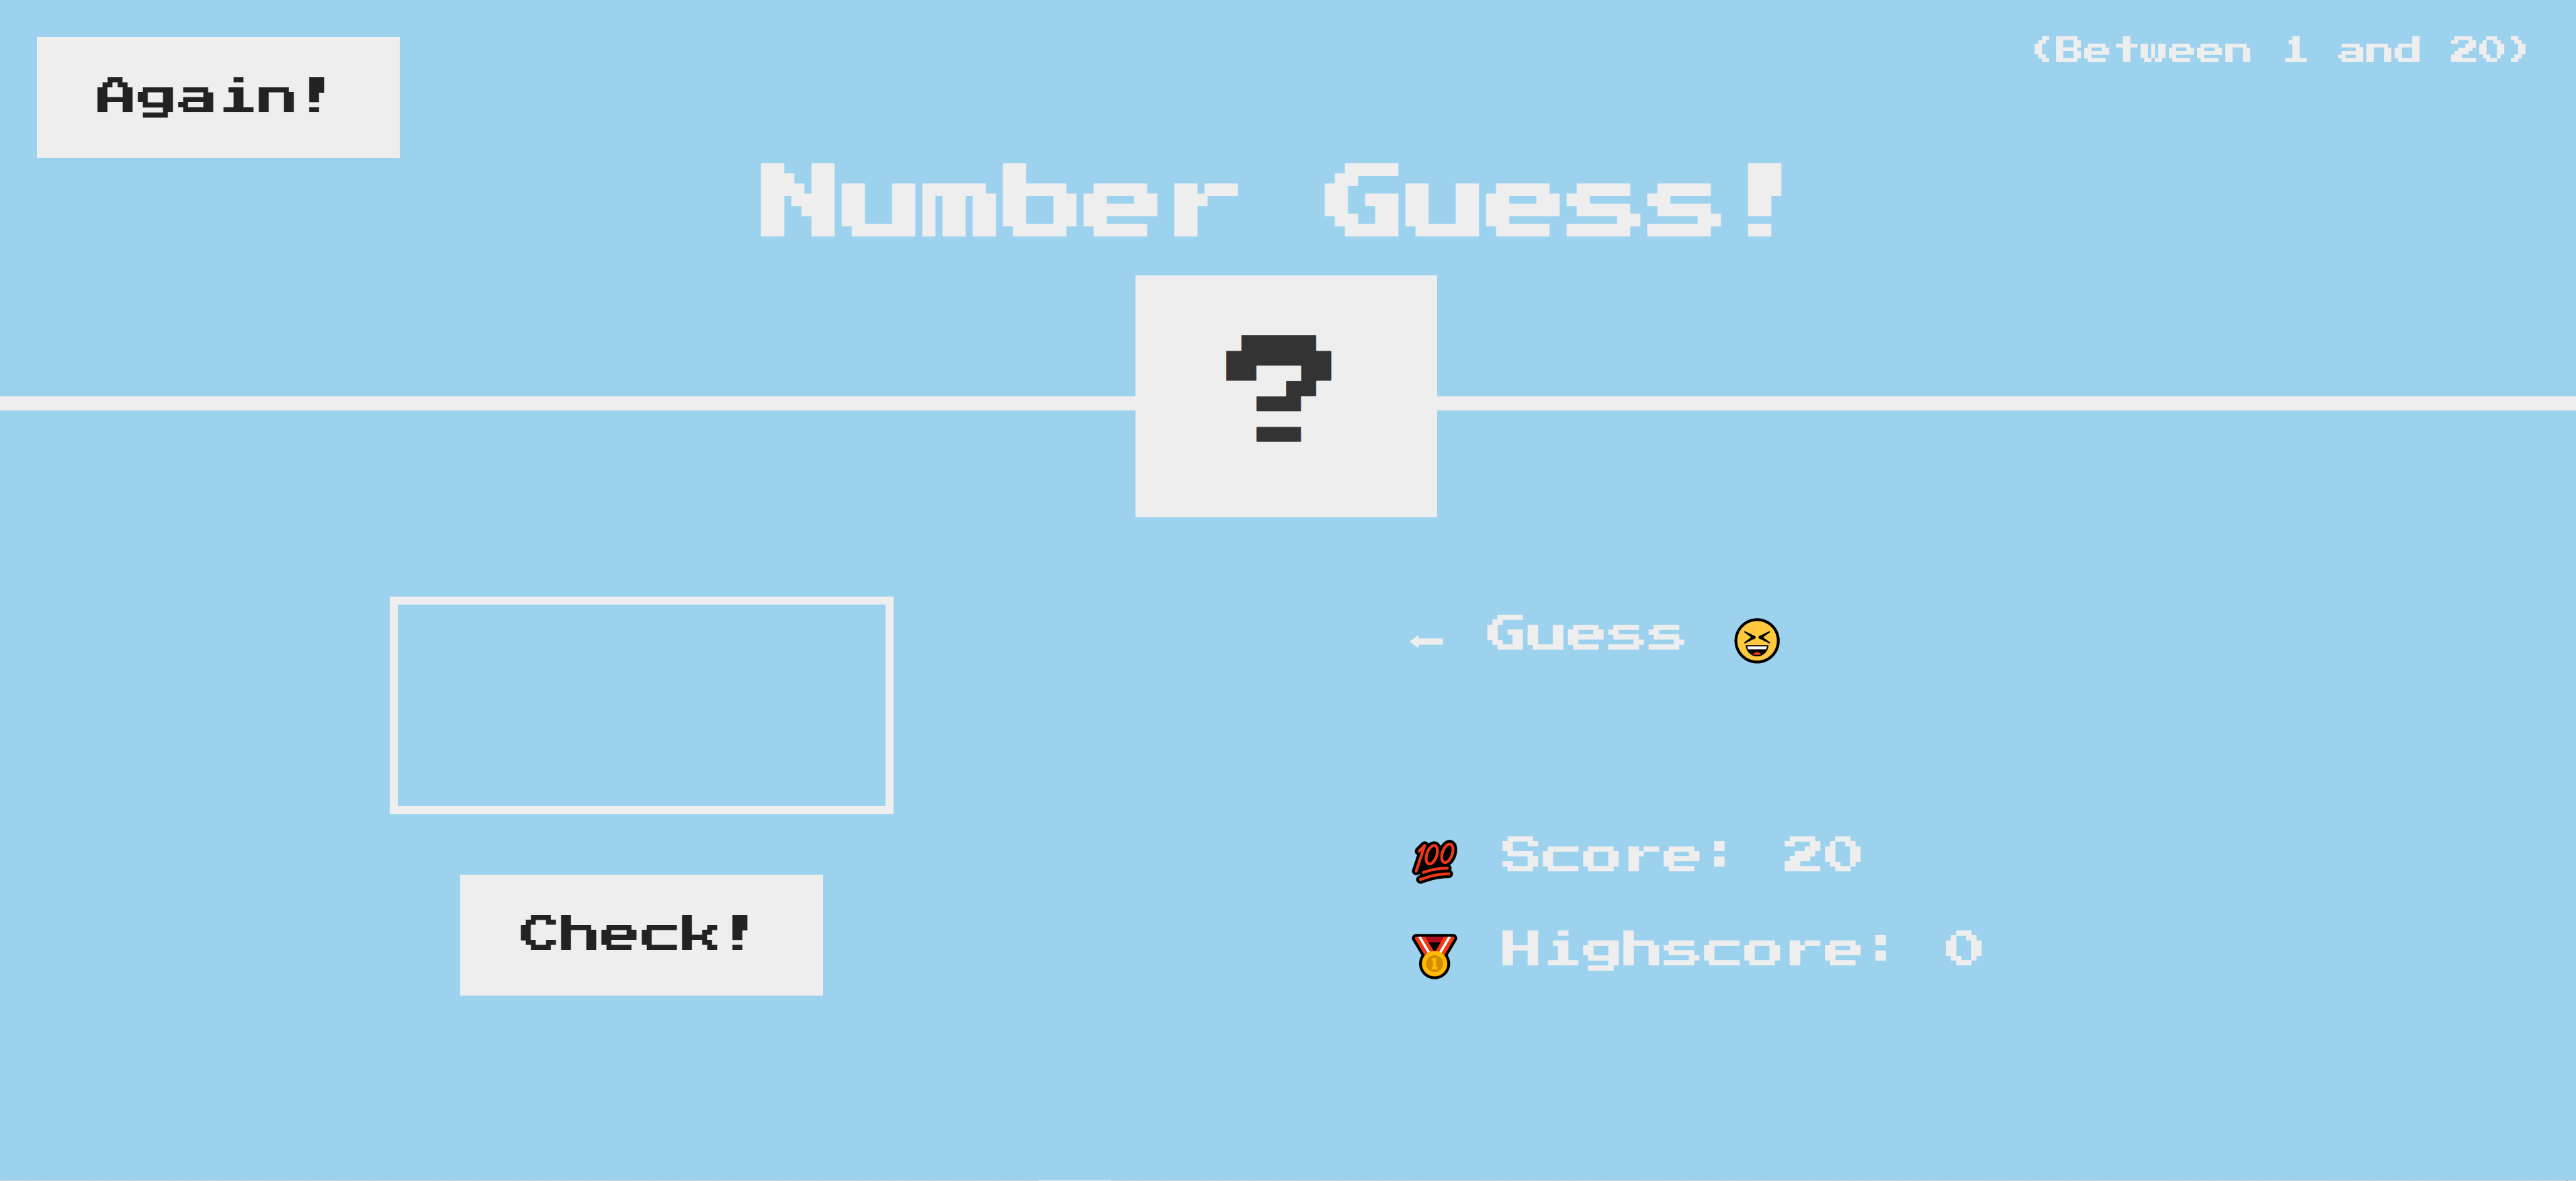 Again!
(Between 1 and 20)
Number Guess!
?
← Guess 😆
💯 Score: 20
🥇 Highscore: 0
Check!